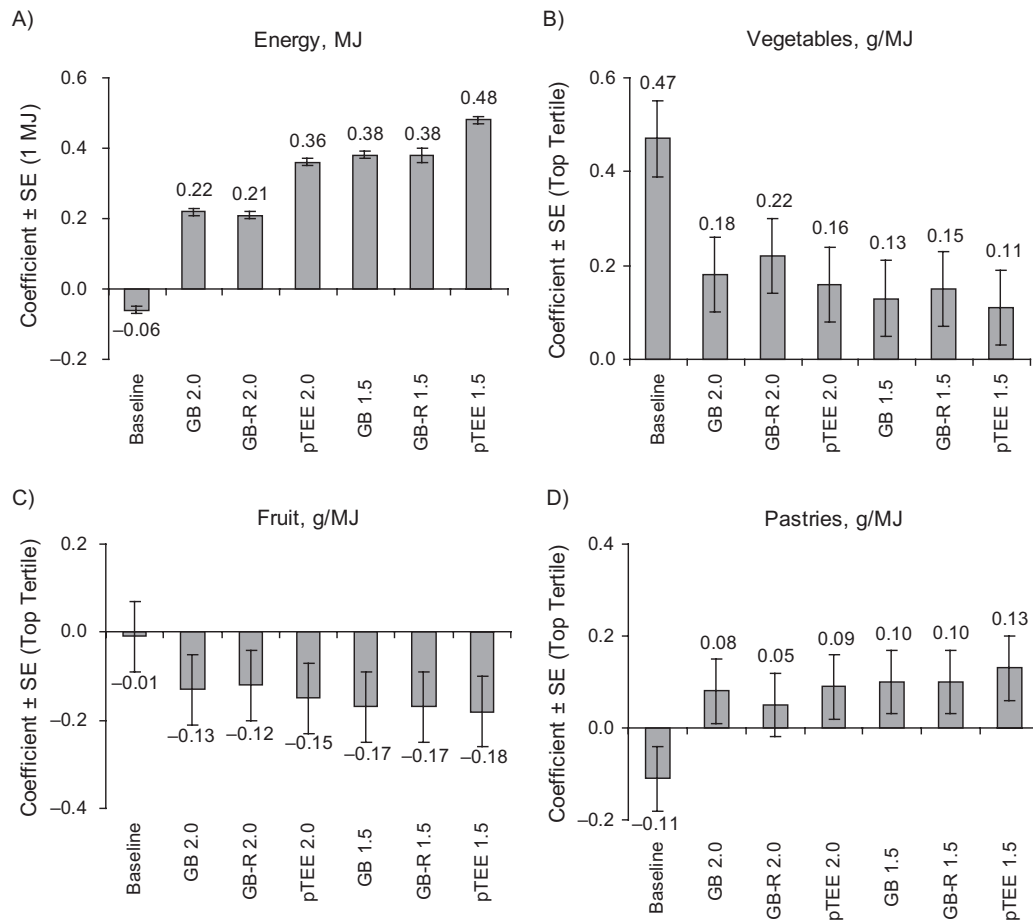 A)
Energy, MJ
Coefficient ± SE (1 MJ)
0.6
0.4
0.2
0.0
–0.2
–0.06
0.22
0.21
0.36
0.38
0.38
0.48
Baseline
GB 2.0
GB-R 2.0
pTEE 2.0
GB 1.5
GB-R 1.5
pTEE 1.5
B)
Vegetables, g/MJ
Coefficient ± SE (Top Tertile)
0.6
0.4
0.2
0.0
0.47
0.18
0.22
0.16
0.13
0.15
0.11
Baseline
GB 2.0
GB-R 2.0
pTEE 2.0
GB 1.5
GB-R 1.5
pTEE 1.5
C)
Fruit, g/MJ
Coefficient ± SE (Top Tertile)
0.2
0.0
–0.2
–0.4
–0.01
–0.13
–0.12
–0.15
–0.17
–0.17
–0.18
Baseline
GB 2.0
GB-R 2.0
pTEE 2.0
GB 1.5
GB-R 1.5
pTEE 1.5
D)
Pastries, g/MJ
Coefficient ± SE (Top Tertile)
0.4
0.2
0.0
–0.2
–0.11
0.08
0.05
0.09
0.10
0.10
0.13
Baseline
GB 2.0
GB-R 2.0
pTEE 2.0
GB 1.5
GB-R 1.5
pTEE 1.5